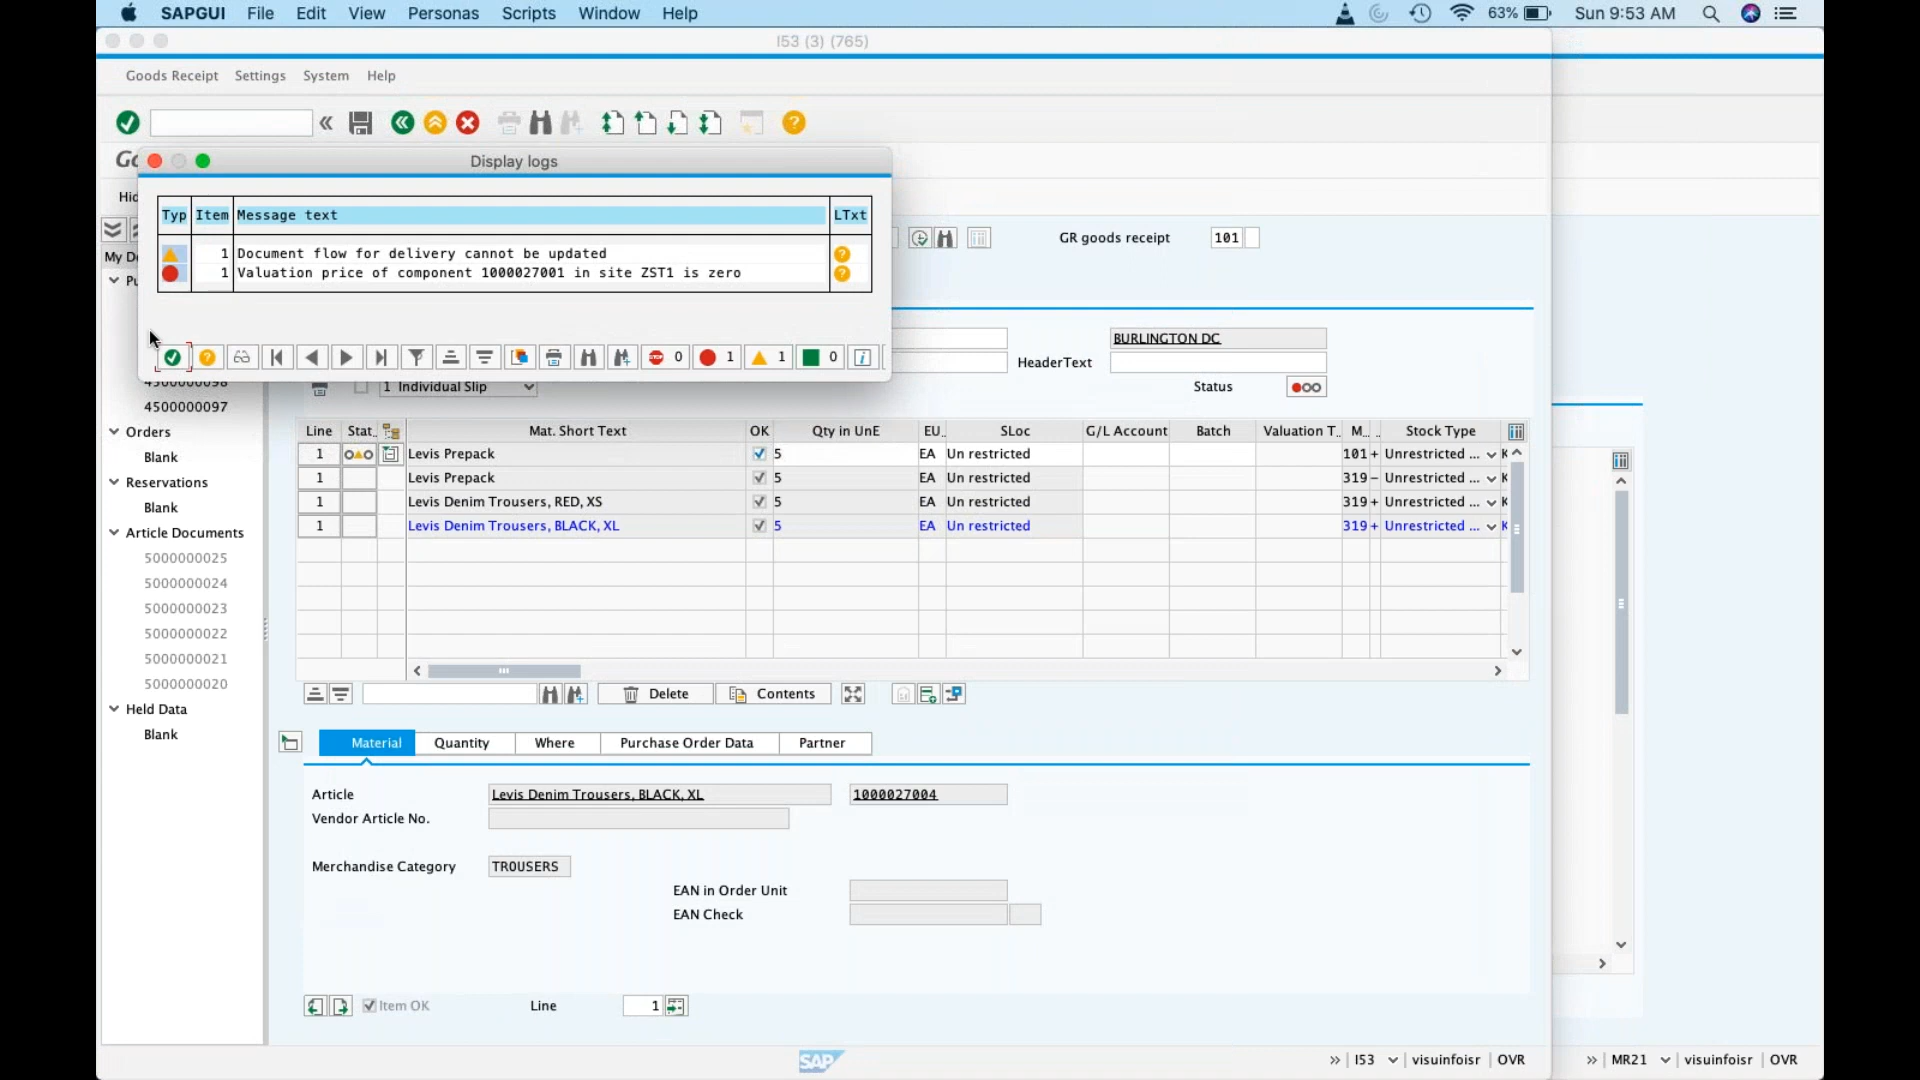 SAPGUI File Edit View Personas Scripts Window Help 63% Sun 9:53 AM
I53 (3) (765)
Goods Receipt Settings System Help
Display logs
Typ Item Message text LTxt
1 Document flow for delivery cannot be updated
1 Valuation price of component 1000027001 in site ZST1 is zero
0 1 1 0
GR goods receipt 101
BURLINGTON DC
HeaderText
1 Individual Slip Status
My D
4500000098
4500000097
Orders
Blank
Reservations
Blank
Article Documents
5000000025
5000000024
5000000023
5000000022
5000000021
5000000020
Held Data
Blank
Line Stat. Mat. Short Text OK Qty in UnE EU. SLoc G/L Account Batch Valuation T. M... Stock Type
1 Levis Prepack 5 EA Un restricted 101+ Unrestricted ... K
1 Levis Prepack 5 EA Un restricted 319- Unrestricted ... K
1 Levis Denim Trousers, RED, XS 5 EA Un restricted 319+ Unrestricted ... K
1 Levis Denim Trousers, BLACK, XL 5 EA Un restricted 319+ Unrestricted ... K
Delete Contents
Material Quantity Where Purchase Order Data Partner
Article Levis Denim Trousers, BLACK, XL 1000027004
Vendor Article No.
Merchandise Category TROUSERS
EAN in Order Unit
EAN Check
Item OK Line 1
SAP I53 visuinfoisr OVR MR21 visuinfoisr OVR